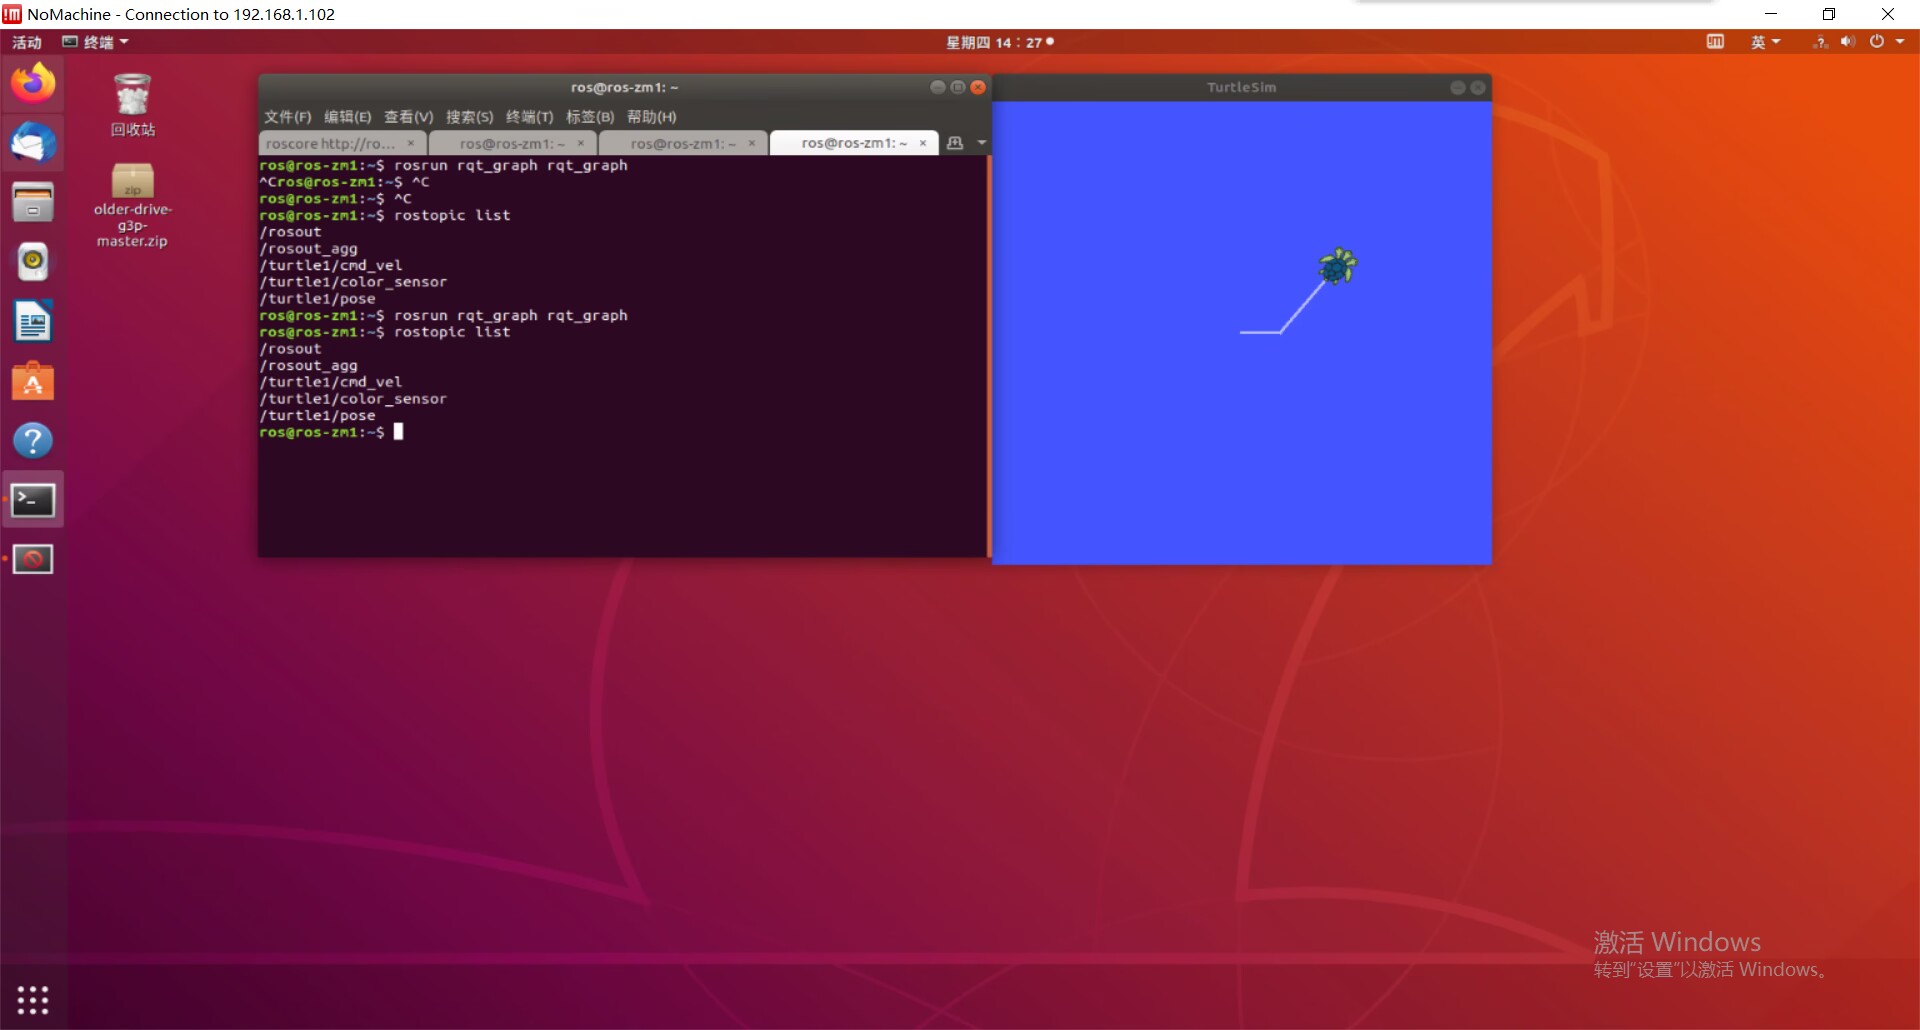 NoMachine - Connection to 192.168.1.102
活动 终端 星期四 14：27 英
回收站
zip
older-drive-
g3p-
master.zip
ros@ros-zm1: ~
文件(F) 编辑(E) 查看(V) 搜索(S) 终端(T) 标签(B) 帮助(H)
roscore http://ro... × ros@ros-zm1: ~ × ros@ros-zm1: ~ × ros@ros-zm1: ~ ×
ros@ros-zm1:~$ rosrun rqt_graph rqt_graph
^Cros@ros-zm1:~$ ^C
ros@ros-zm1:~$ ^C
ros@ros-zm1:~$ rostopic list
/rosout
/rosout_agg
/turtle1/cmd_vel
/turtle1/color_sensor
/turtle1/pose
ros@ros-zm1:~$ rosrun rqt_graph rqt_graph
ros@ros-zm1:~$ rostopic list
/rosout
/rosout_agg
/turtle1/cmd_vel
/turtle1/color_sensor
/turtle1/pose
ros@ros-zm1:~$
TurtleSim
激活 Windows
转到"设置"以激活 Windows。